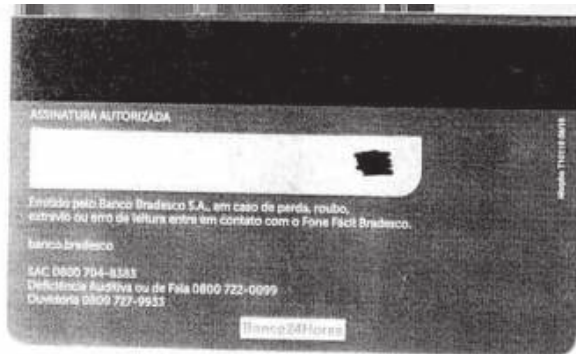 ASSINATURA AUTORIZADA
Emitido pelo Banco Bradesco S.A., em caso de perda, roubo,
extravio ou erro de leitura entre em contato com o Fone Fácil Bradesco.
banco.bradesco
SAC 0800 704-8383
Deficiência Auditiva ou de Fala 0800 722-0099
Ouvidoria 0800 727-9933
Banco24Horas